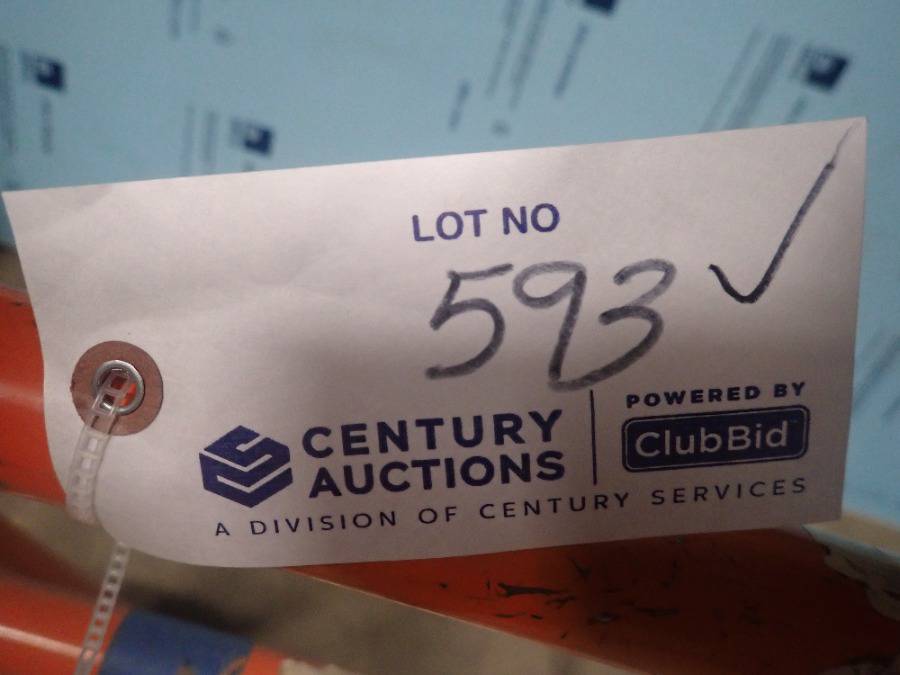 LOT NO
593
CENTURY
AUCTIONS
POWERED BY
ClubBid
A DIVISION OF CENTURY SERVICES